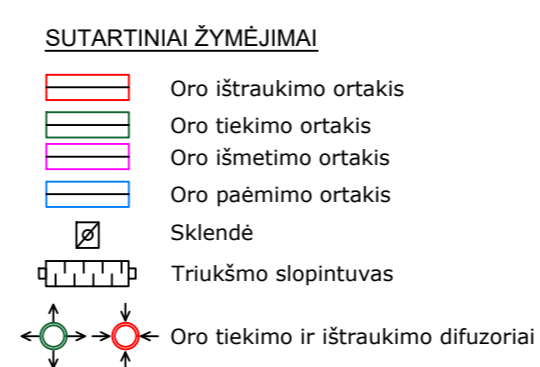 SUTARTINIAI ŽYMĖJIMAI
Oro ištraukimo ortakis
Oro tiekimo ortakis
Oro išmetimo ortakis
Oro paėmimo ortakis
Sklendė
Triukšmo slopintuvas
Oro tiekimo ir ištraukimo difuzoriai